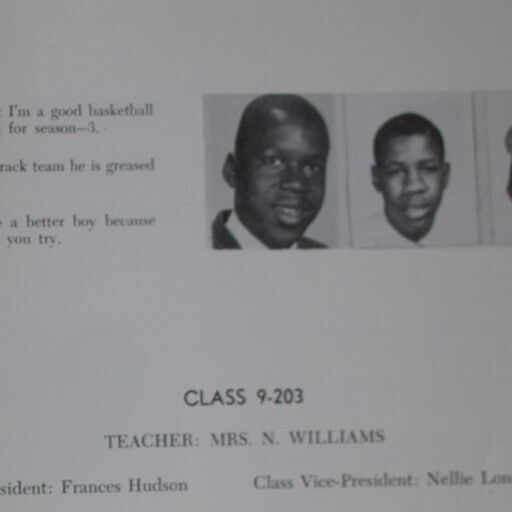 : I'm a good basketball
for season—3.
rack team he is greased
a better boy because
you try.
CLASS 9-203
TEACHER: MRS. N. WILLIAMS
sident: Frances Hudson
Class Vice-President: Nellie Lon